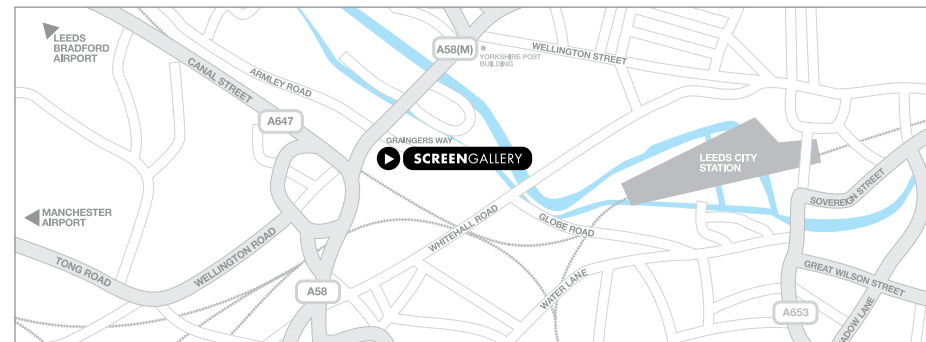 LEEDS
BRADFORD
AIRPORT
CANAL STREET
ARMLEY ROAD
A58(M)
YORKSHIRE POST
BUILDING
WELLINGTON STREET
A647
GRAINGERS WAY
SCREENGALLERY
LEEDS CITY
STATION
MANCHESTER
AIRPORT
SOVEREIGN STREET
WHITEHALL ROAD
GLOBE ROAD
WELLINGTON ROAD
TONG ROAD
GREAT WILSON STREET
WATER LANE
A58
A653
LANE